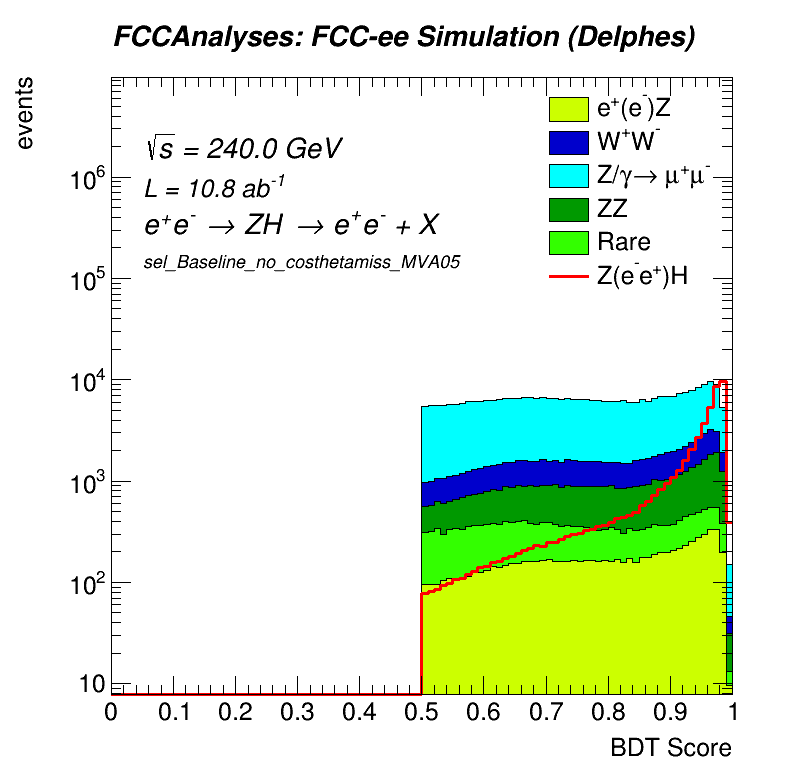 FCCAnalyses: FCC-ee Simulation (Delphes)
events
√s = 240.0 GeV
L = 10.8 ab⁻¹
e⁺e⁻ → ZH → e⁺e⁻ + X
sel_Baseline_no_costhetamiss_MVA05
e⁺(e⁻)Z
W⁺W⁻
Z/γ→ μ⁺μ⁻
ZZ
Rare
Z(e⁻e⁺)H
10⁶
10⁵
10⁴
10³
10²
10
0 0.1 0.2 0.3 0.4 0.5 0.6 0.7 0.8 0.9 1
BDT Score